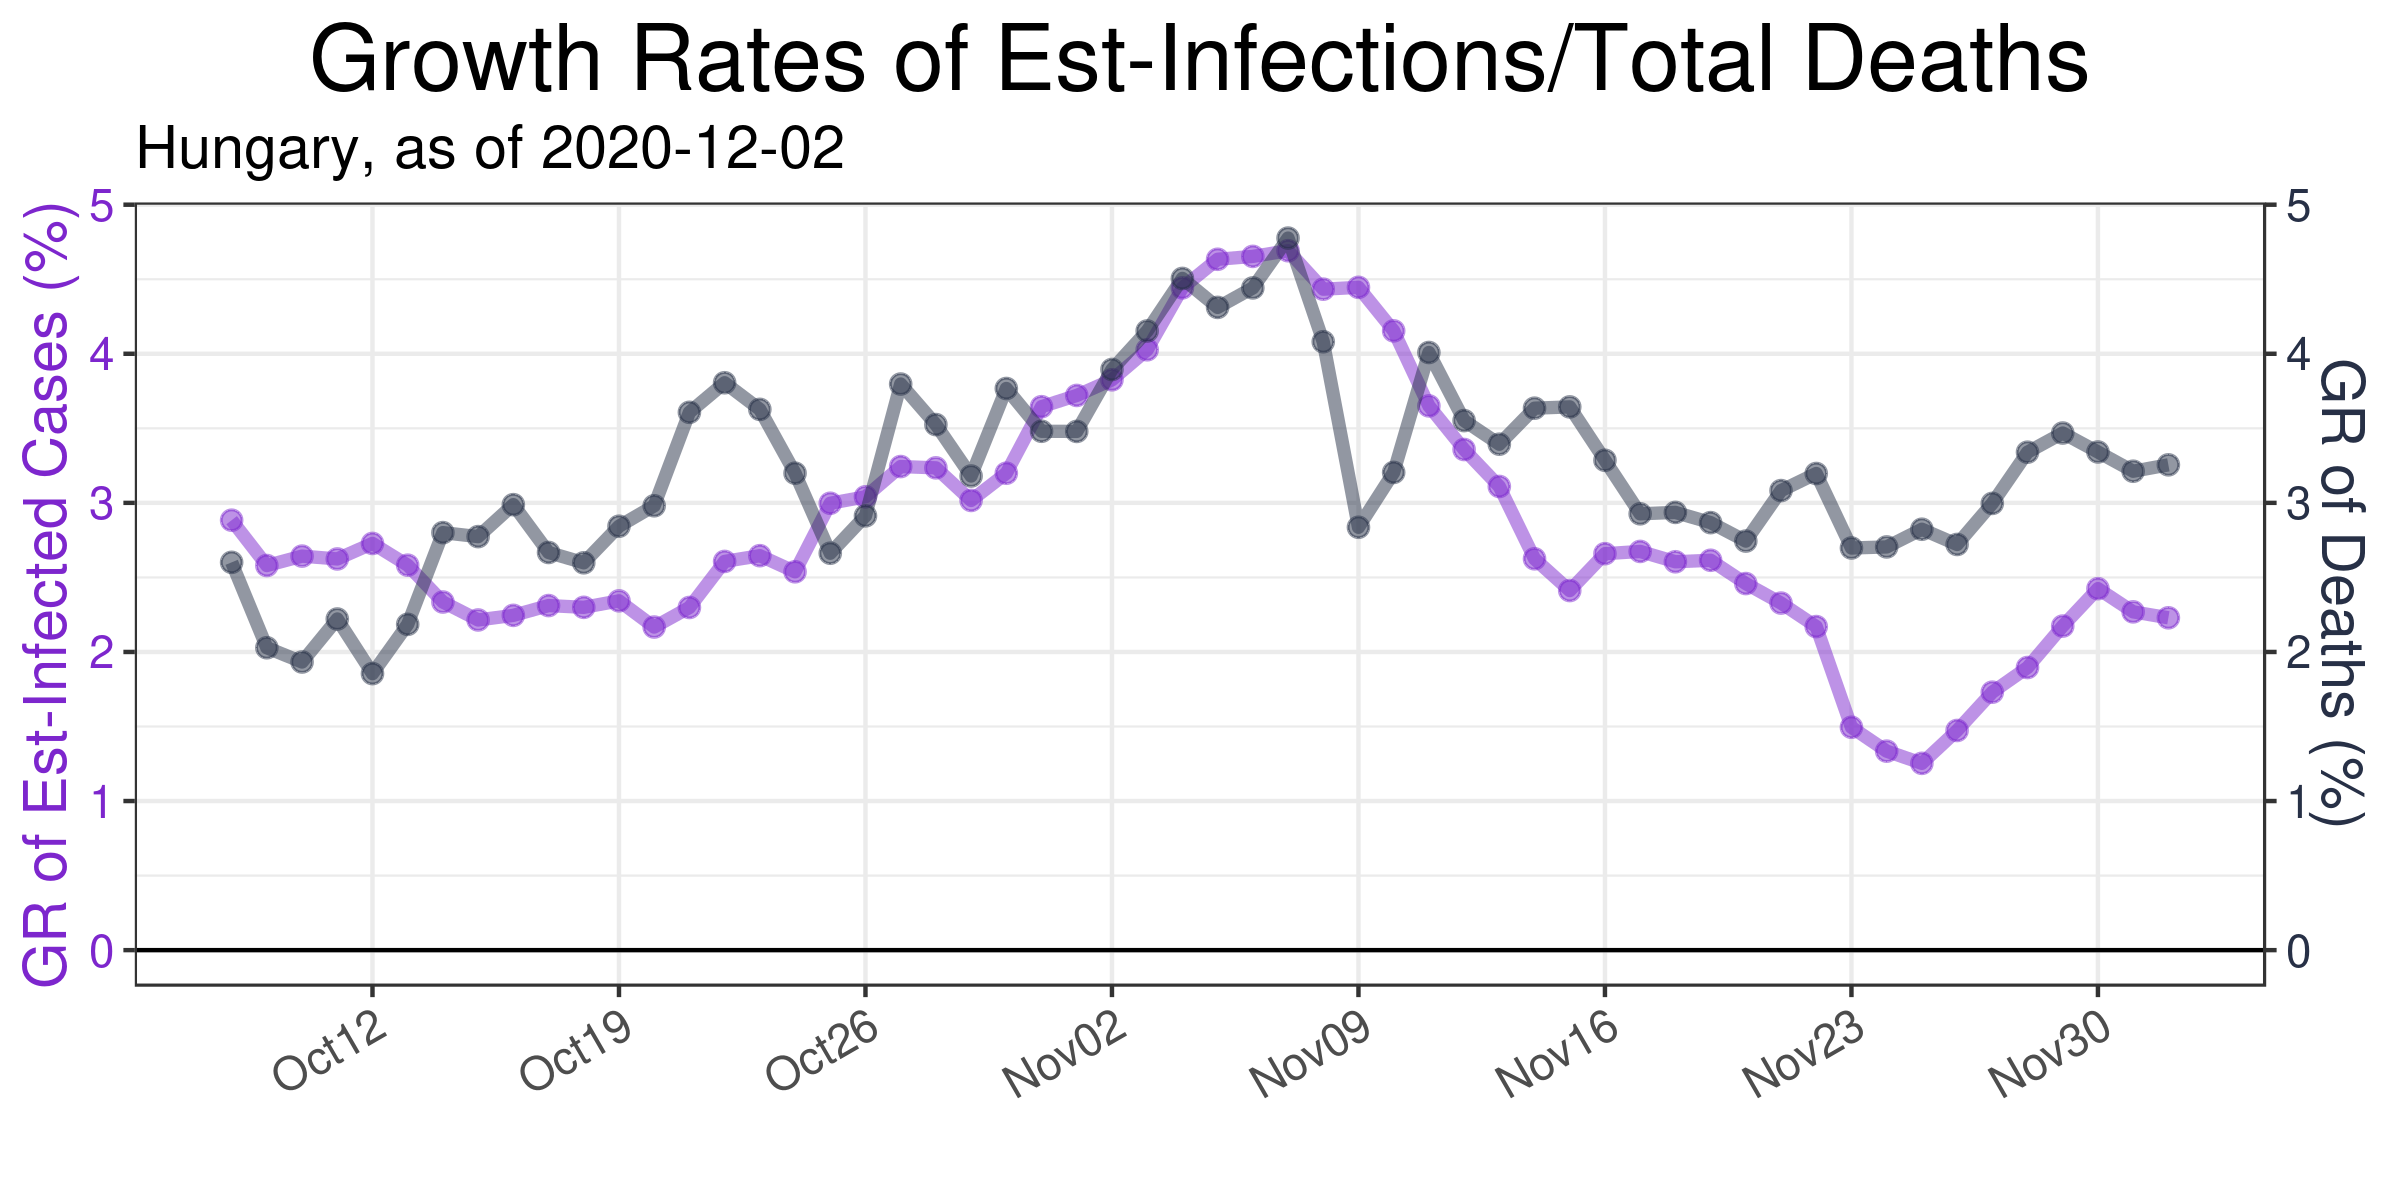 Growth Rates of Est-Infections/Total Deaths
Hungary, as of 2020-12-02
GR of Est-Infected Cases (%)
5
4
3
2
1
0
5
4
3
2
1
0
GR of Deaths (%)
Oct12
Oct19
Oct26
Nov02
Nov09
Nov16
Nov23
Nov30